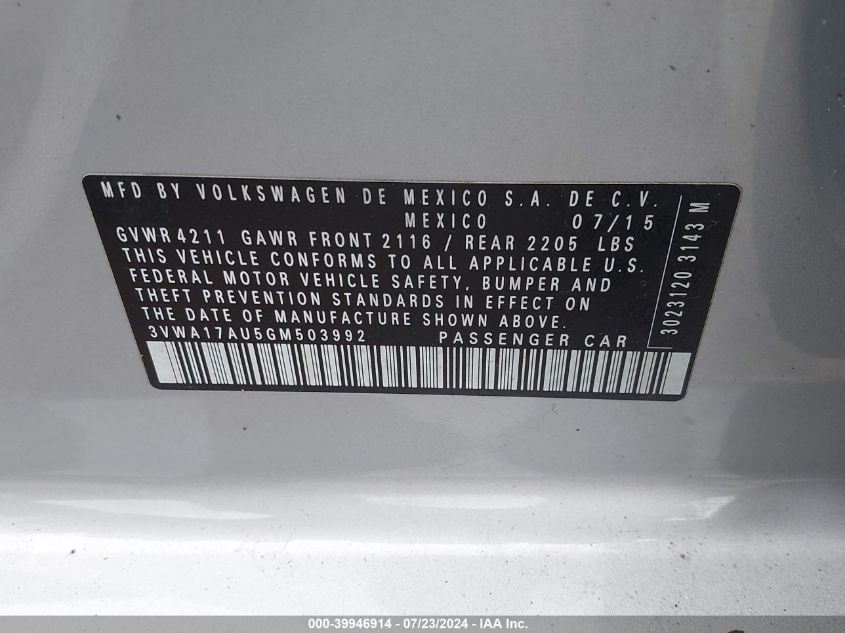 MFD BY VOLKSWAGEN DE MEXICO S.A. DE C.V.
MEXICO 07/15
GVWR 4211 GAWR FRONT 2116 / REAR 2205 LBS
THIS VEHICLE CONFORMS TO ALL APPLICABLE U.S.
FEDERAL MOTOR VEHICLE SAFETY, BUMPER AND
THEFT PREVENTION STANDARDS IN EFFECT ON
THE DATE OF MANUFACTURE SHOWN ABOVE.
3VWA17AU5GM503992 PASSENGER CAR
3023120 3143 M
000-39946914 - 07/23/2024 - IAA Inc.